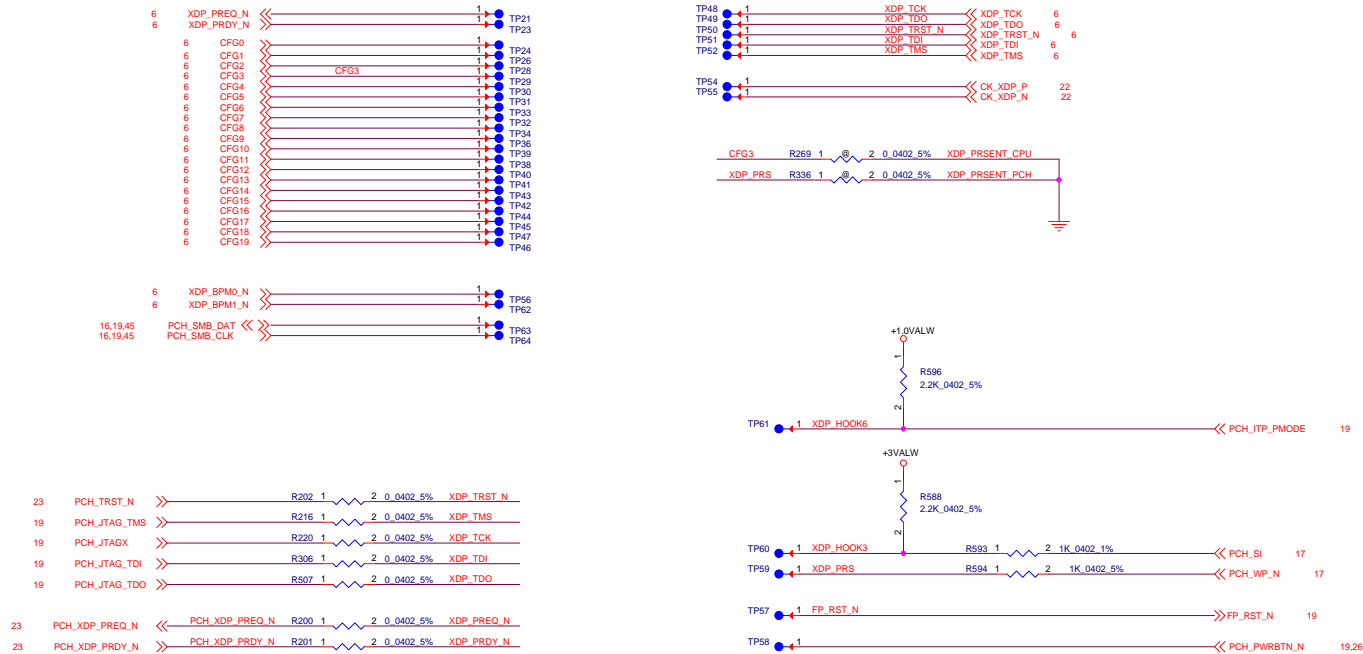 6 XDP_PREQ_N 1 TP21
6 XDP_PRDY_N 1 TP23
6 CFG0 1 TP24
6 CFG1 1 TP26
6 CFG2 1 TP28
6 CFG3 CFG3 1 TP29
6 CFG4 1 TP30
6 CFG5 1 TP31
6 CFG6 1 TP33
6 CFG7 1 TP32
6 CFG8 1 TP34
6 CFG9 1 TP36
6 CFG10 1 TP39
6 CFG11 1 TP38
6 CFG12 1 TP40
6 CFG13 1 TP41
6 CFG14 1 TP43
6 CFG15 1 TP42
6 CFG16 1 TP44
6 CFG17 1 TP45
6 CFG18 1 TP47
6 CFG19 1 TP46
6 XDP_BPM0_N 1 TP56
6 XDP_BPM1_N 1 TP62
16,19,45 PCH_SMB_DAT 1 TP63
16,19,45 PCH_SMB_CLK 1 TP64
TP48 1 XDP_TCK XDP_TCK 6
TP49 1 XDP_TDO XDP_TDO 6
TP50 1 XDP_TRST_N XDP_TRST_N 6
TP51 1 XDP_TDI XDP_TDI 6
TP52 1 XDP_TMS XDP_TMS 6
TP54 1 CK_XDP_P 22
TP55 1 CK_XDP_N 22
CFG3 R269 1 @ 2 0_0402_5% XDP_PRSENT_CPU
XDP_PRS R336 1 @ 2 0_0402_5% XDP_PRSENT_PCH
+1.0VALW
1
R596
2.2K_0402_5%
2
TP61 1 XDP_HOOK6 PCH_ITP_PMODE 19
+3VALW
1
R588
2.2K_0402_5%
2
TP60 1 XDP_HOOK3 R593 1 2 1K_0402_1% PCH_SI 17
TP59 1 XDP_PRS R594 1 2 1K_0402_5% PCH_WP_N 17
TP57 1 FP_RST_N FP_RST_N 19
TP58 1 PCH_PWRBTN_N 19,26
23 PCH_TRST_N R202 1 2 0_0402_5% XDP_TRST_N
19 PCH_JTAG_TMS R216 1 2 0_0402_5% XDP_TMS
19 PCH_JTAGX R220 1 2 0_0402_5% XDP_TCK
19 PCH_JTAG_TDI R306 1 2 0_0402_5% XDP_TDI
19 PCH_JTAG_TDO R507 1 2 0_0402_5% XDP_TDO
23 PCH_XDP_PREQ_N PCH_XDP_PREQ_N R200 1 2 0_0402_5% XDP_PREQ_N
23 PCH_XDP_PRDY_N PCH_XDP_PRDY_N R201 1 2 0_0402_5% XDP_PRDY_N